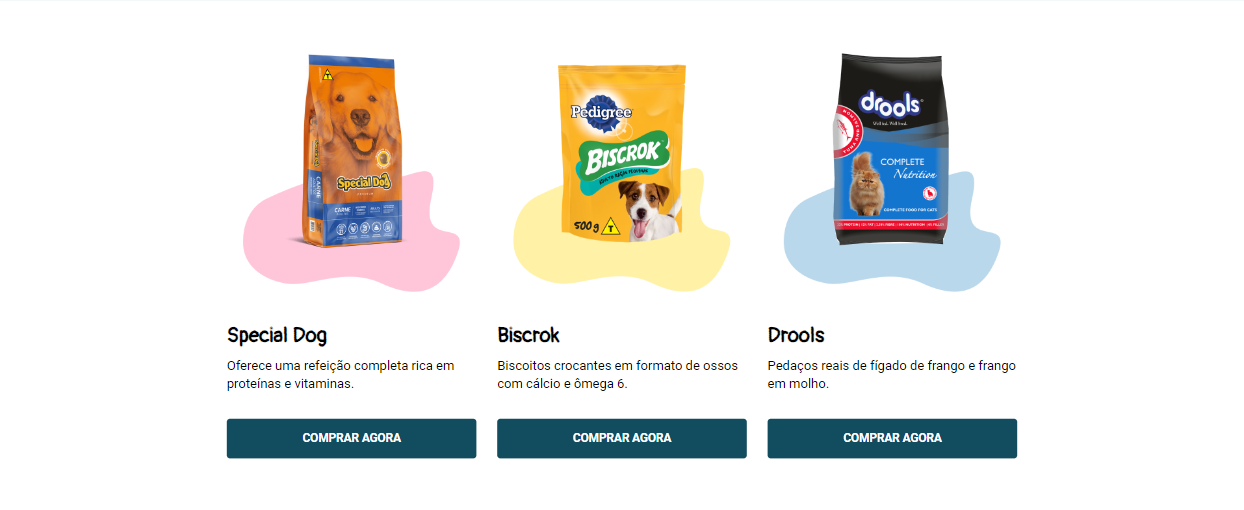 Special Dog
CARNE
Pedigree
BISCROK
500g
T
drools
COMPLETE
Nutrition
COMPLETE FOOD FOR CATS
Special Dog
Oferece uma refeição completa rica em
proteínas e vitaminas.
COMPRAR AGORA
Biscrok
Biscoitos crocantes em formato de ossos
com cálcio e ômega 6.
COMPRAR AGORA
Drools
Pedaços reais de fígado de frango e frango
em molho.
COMPRAR AGORA